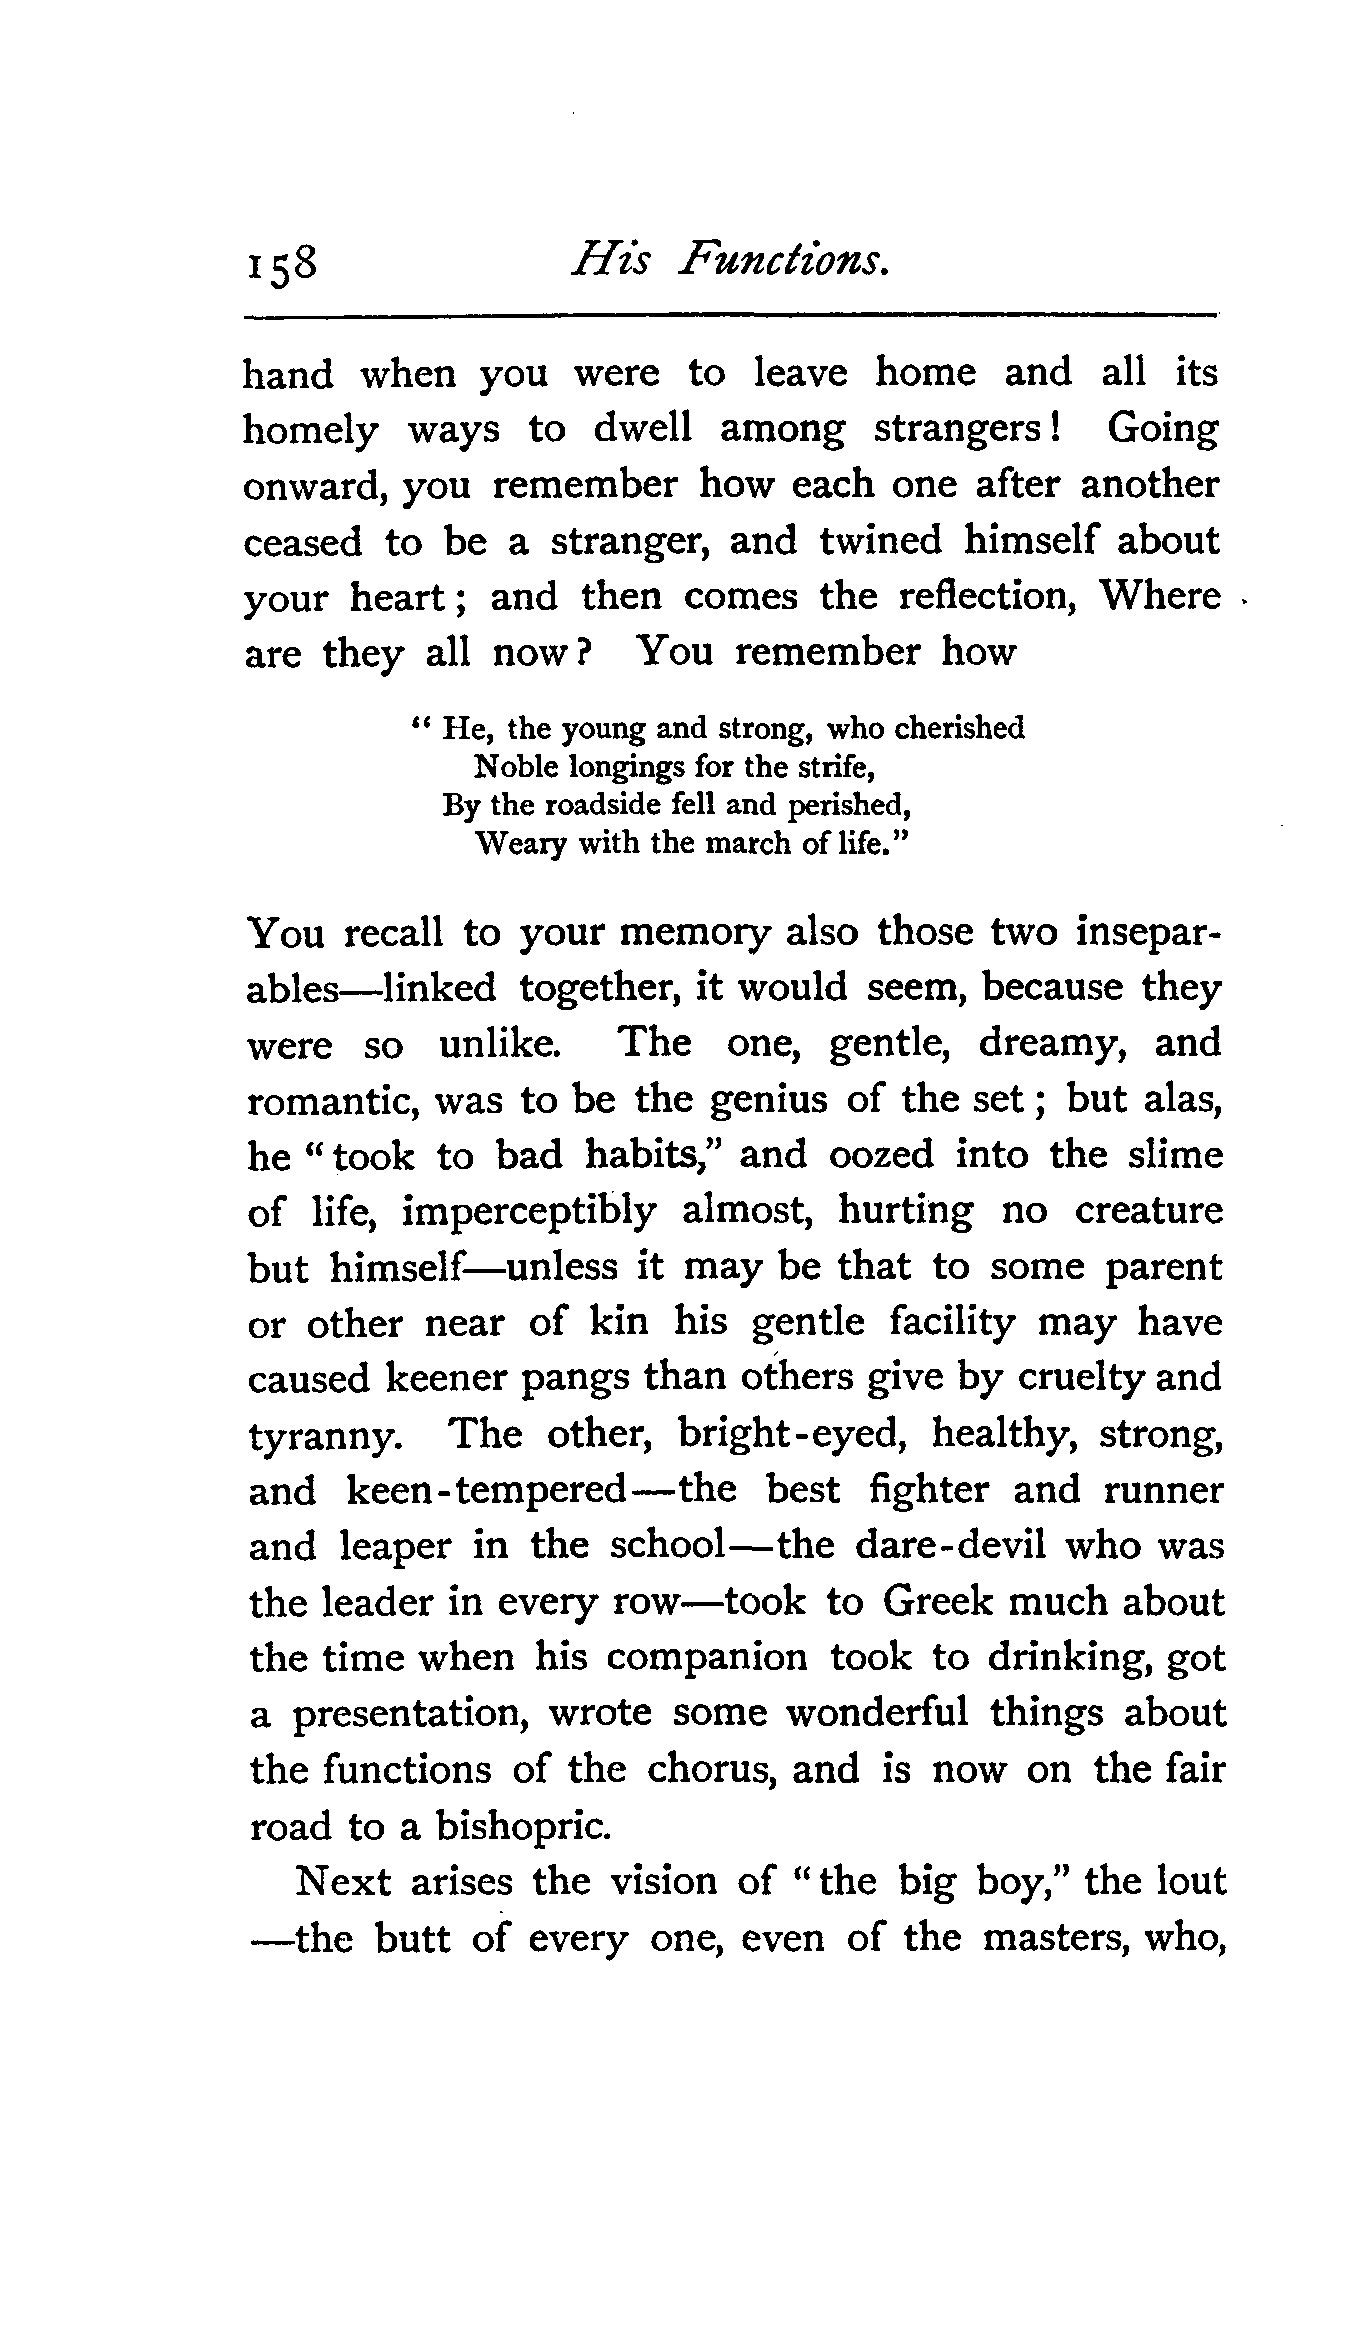 158 His Functions.
hand when you were to leave home and all its
homely ways to dwell among strangers! Going
onward, you remember how each one after another
ceased to be a stranger, and twined himself about
your heart; and then comes the reflection, Where
are they all now? You remember how
“He, the young and strong, who cherished
Noble longings for the strife,
By the roadside fell and perished,
Weary with the march of life.”
You recall to your memory also those two insepar-
ables—linked together, it would seem, because they
were so unlike. The one, gentle, dreamy, and
romantic, was to be the genius of the set; but alas,
he “took to bad habits,” and oozed into the slime
of life, imperceptibly almost, hurting no creature
but himself—unless it may be that to some parent
or other near of kin his gentle facility may have
caused keener pangs than others give by cruelty and
tyranny. The other, bright-eyed, healthy, strong,
and keen-tempered—the best fighter and runner
and leaper in the school—the dare-devil who was
the leader in every row—took to Greek much about
the time when his companion took to drinking, got
a presentation, wrote some wonderful things about
the functions of the chorus, and is now on the fair
road to a bishopric.
Next arises the vision of “the big boy,” the lout
—the butt of every one, even of the masters, who,